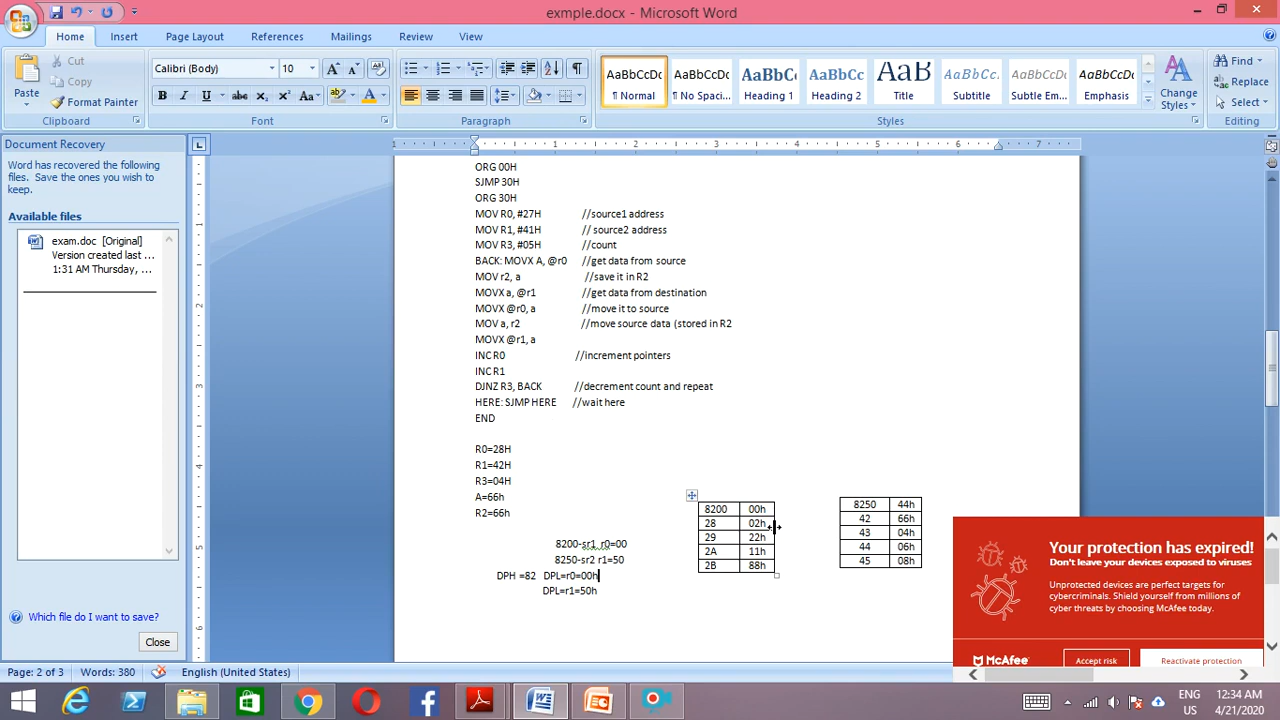 exmple.docx - Microsoft Word
Home Insert Page Layout References Mailings Review View
Paste
Cut
Copy
Format Painter
Calibri (Body) 10
AaBbCcDc AaBbCcDc AaBbCc AaBbCc AaB AaBbCc. AaBbCcDc AaBbCcDc
¶ Normal ¶ No Spaci... Heading 1 Heading 2 Title Subtitle Subtle Em... Emphasis
Change Styles
Find
Replace
Select
Clipboard Font Paragraph Styles Editing
Document Recovery
Word has recovered the following files. Save the ones you wish to keep.
Available files
exam.doc [Original]
Version created last ...
1:31 AM Thursday, ...
Which file do I want to save?
Close
1 1 2 3 4 5 6 7
ORG 00H
SJMP 30H
ORG 30H
MOV R0, #27H //source1 address
MOV R1, #41H // source2 address
MOV R3, #05H //count
BACK: MOVX A, @r0 //get data from source
MOV r2, a //save it in R2
MOVX a, @r1 //get data from destination
MOVX @r0, a //move it to source
MOV a, r2 //move source data (stored in R2
MOVX @r1, a
INC R0 //increment pointers
INC R1
DJNZ R3, BACK //decrement count and repeat
HERE: SJMP HERE //wait here
END
R0=28H
R1=42H
R3=04H
A=66h
R2=66h
8200-sr1 r0=00
8250-sr2 r1=50
DPH =82 DPL=r0=00h
DPL=r1=50h
8200 00h
28 02h
29 22h
2A 11h
2B 88h
8250 44h
42 66h
43 04h
44 06h
45 08h
Your protection has expired!
Don't leave your devices exposed to viruses
Unprotected devices are perfect targets for cybercriminals. Shield yourself from millions of cyber threats by choosing McAfee today.
McAfee
Accept risk
Reactivate protection
Page: 2 of 3 Words: 380 English (United States)
ENG
US
12:34 AM
4/21/2020